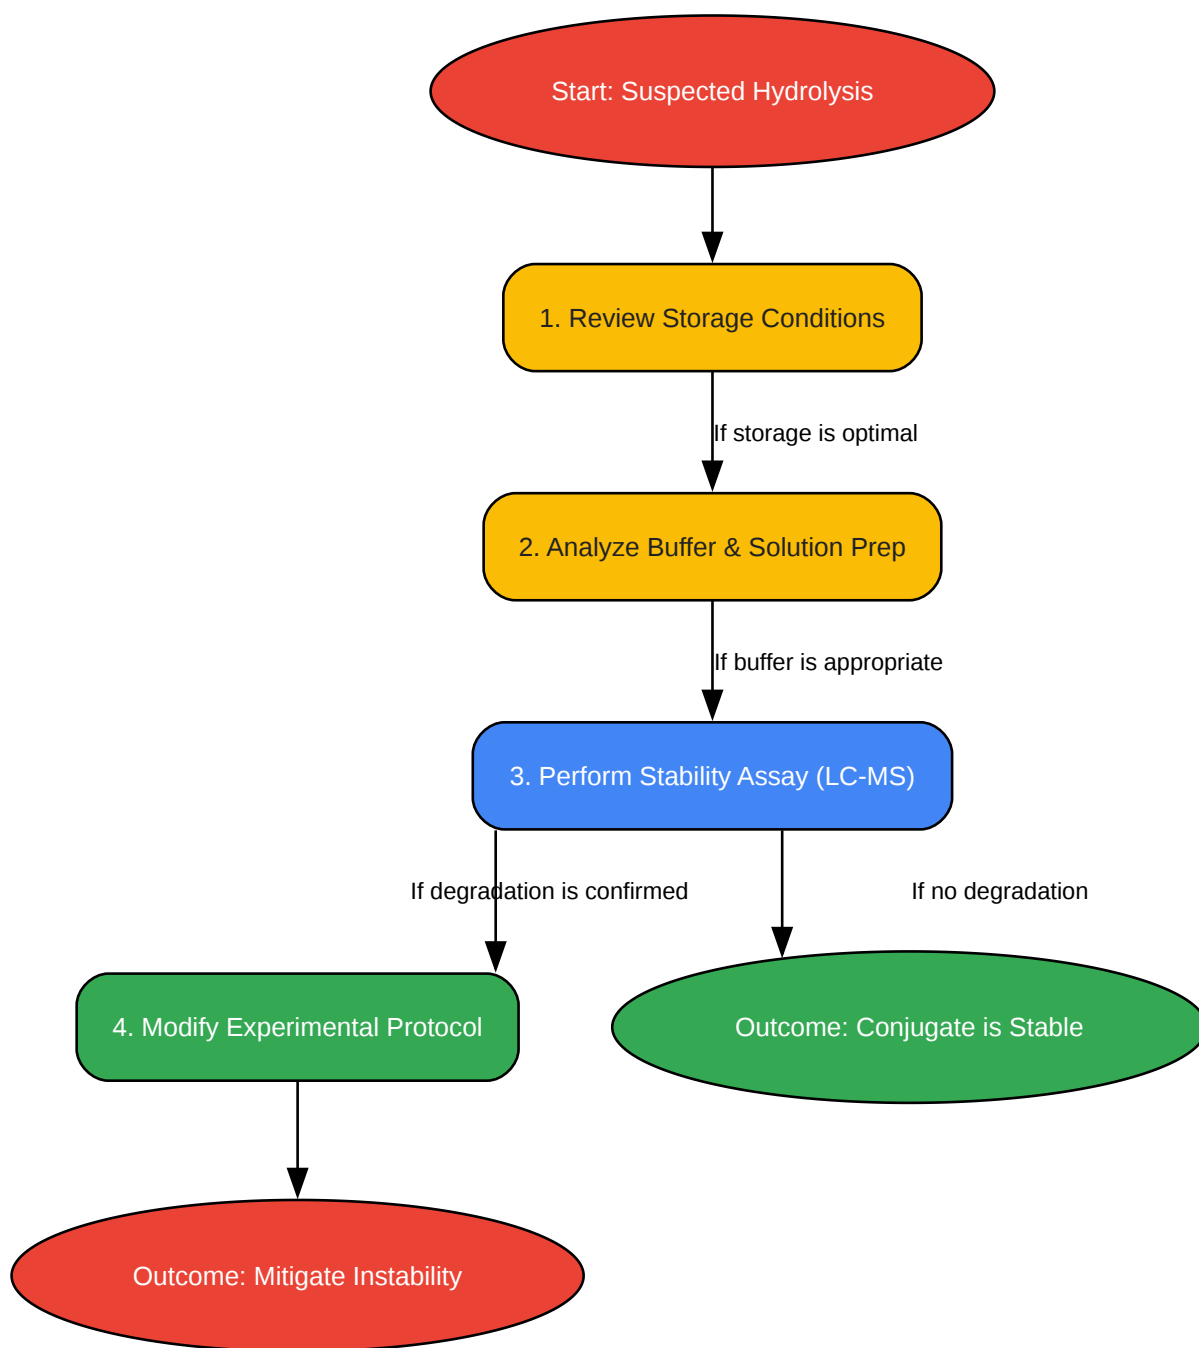 Start: Suspected Hydrolysis
1. Review Storage Conditions
If storage is optimal
2. Analyze Buffer & Solution Prep
If buffer is appropriate
3. Perform Stability Assay (LC-MS)
If degradation is confirmed
If no degradation
4. Modify Experimental Protocol
Outcome: Conjugate is Stable
Outcome: Mitigate Instability